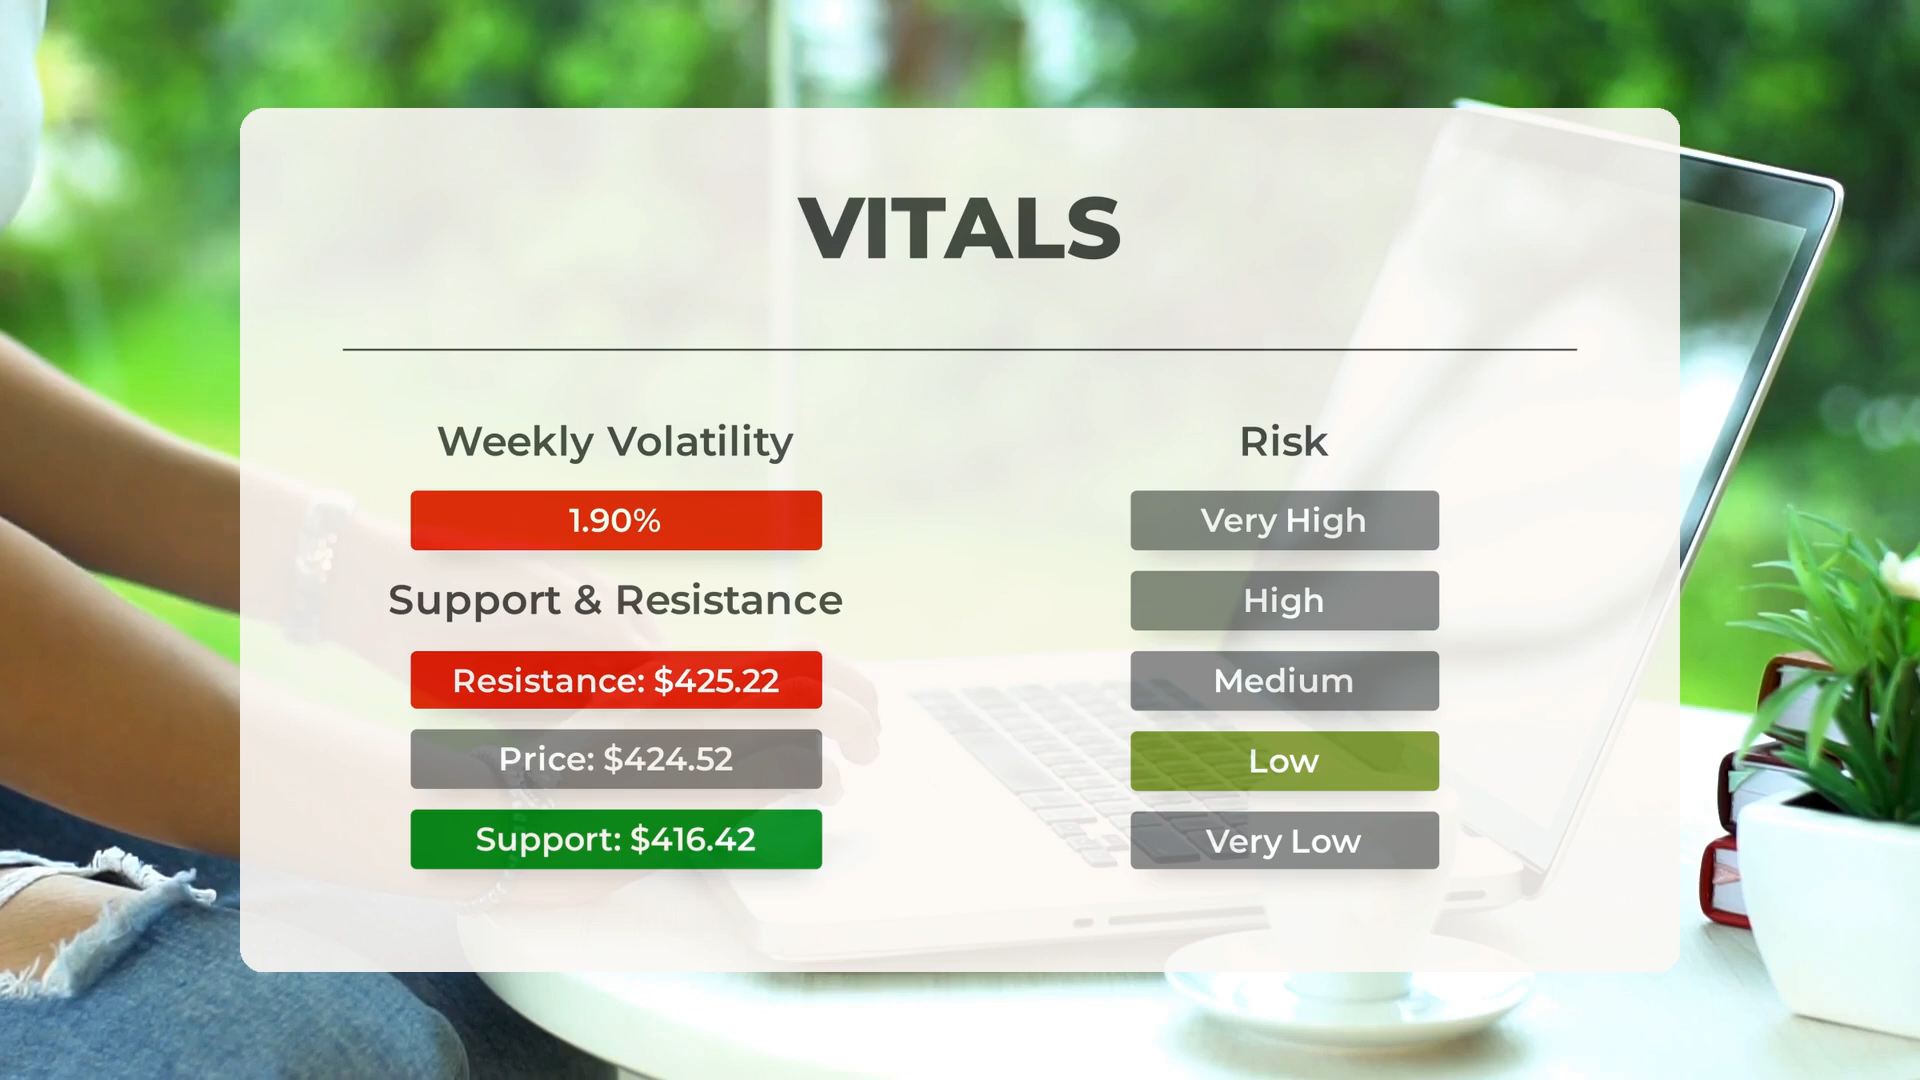 VITALS
Weekly Volatility
1.90%
Support & Resistance
Resistance: $425.22
Price: $424.52
Support: $416.42
Risk
Very High
High
Medium
Low
Very Low